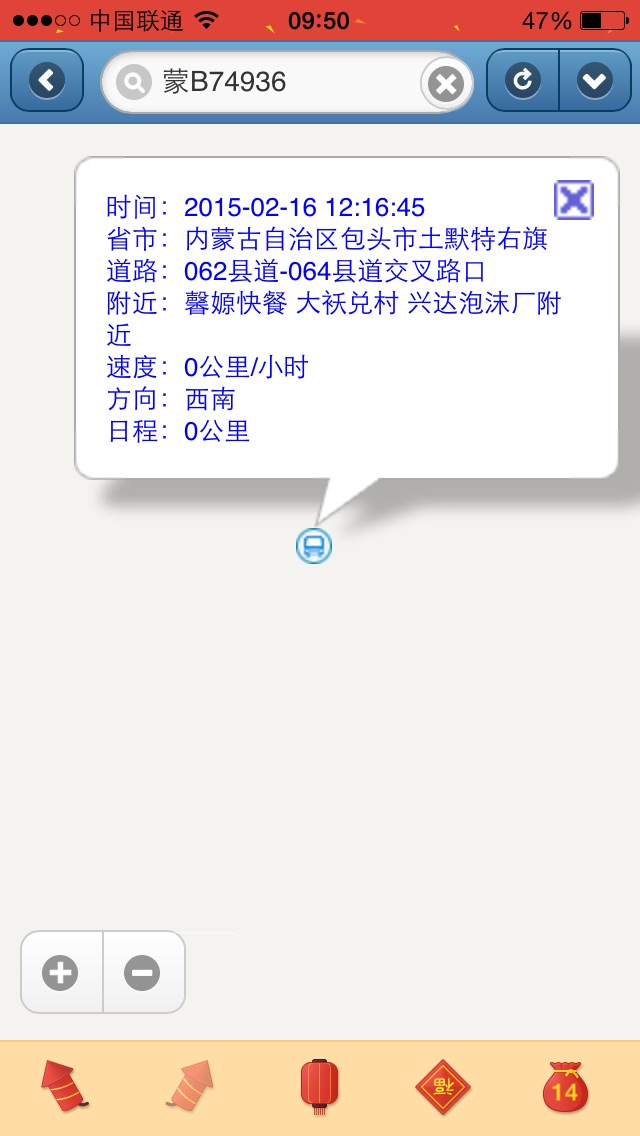 中国联通 09:50 47%
蒙B74936
时间：2015-02-16 12:16:45
省市：内蒙古自治区包头市土默特右旗
道路：062县道-064县道交叉路口
附近：馨嫄快餐 大袄兑村 兴达泡沫厂附
近
速度：0公里/小时
方向：西南
日程：0公里
福 14